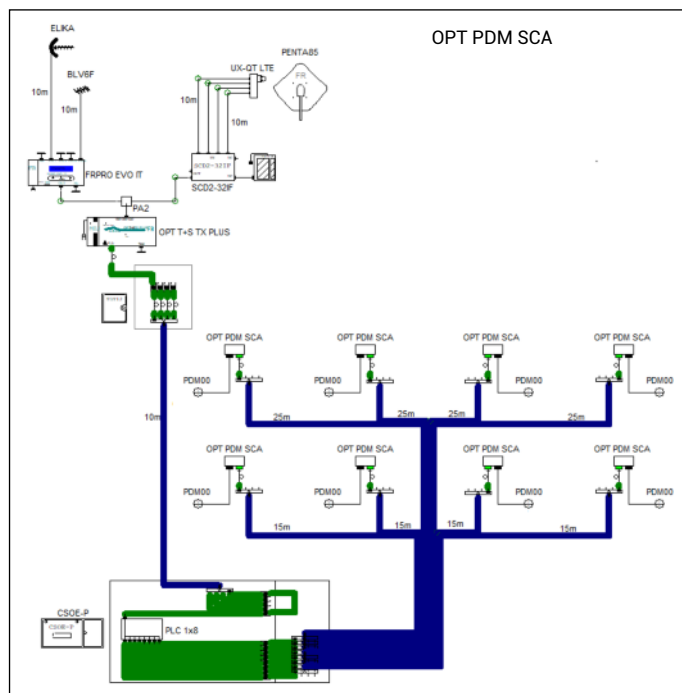 OPT PDM SCA
ELIKA
BLV6F
10m
10m
PENTA85
UX-QT LTE
FR
10m
10m
FRPRO EVO IT
SCD2-32IF
SCD2-32IF
PA2
OPT T+S TX PLUS
10m
OPT PDM SCA
OPT PDM SCA
OPT PDM SCA
OPT PDM SCA
PDM00
PDM00
PDM00
PDM00
25m
25m
25m
25m
OPT PDM SCA
OPT PDM SCA
OPT PDM SCA
OPT PDM SCA
PDM00
PDM00
PDM00
PDM00
15m
15m
15m
15m
CSOE-P
CSOE-P
PLC 1x8